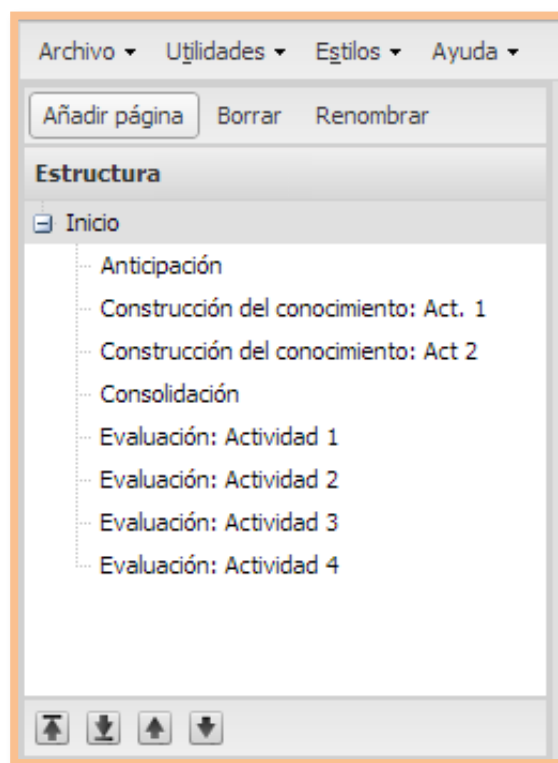 Archivo Utilidades Estilos Ayuda
Añadir página Borrar Renombrar
Estructura
Inicio
Anticipación
Construcción del conocimiento: Act. 1
Construcción del conocimiento: Act 2
Consolidación
Evaluación: Actividad 1
Evaluación: Actividad 2
Evaluación: Actividad 3
Evaluación: Actividad 4